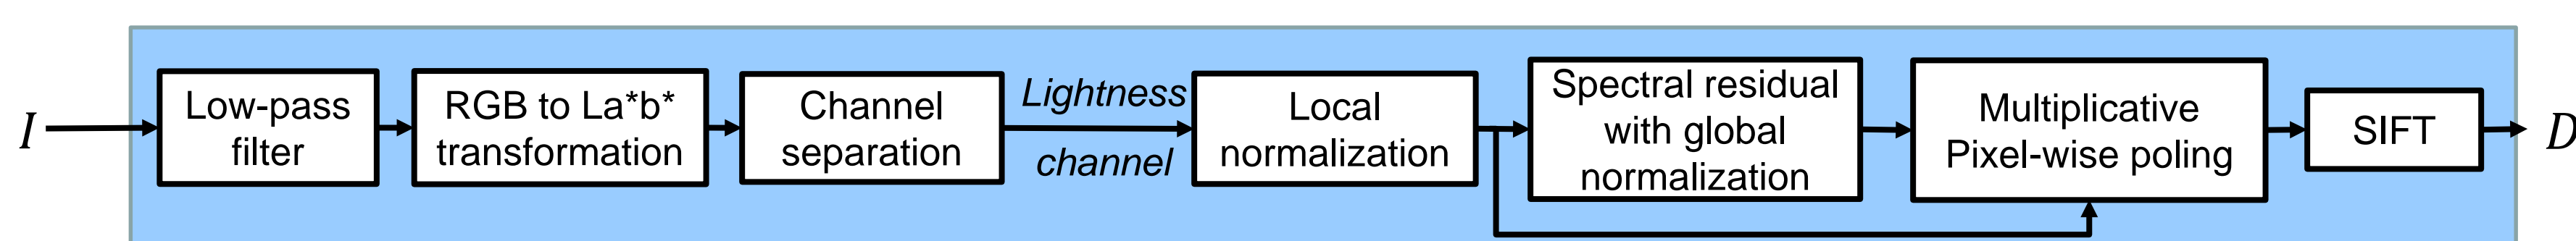 I
Low-pass
filter
RGB to La*b*
transformation
Channel
separation
Lightness
channel
Local
normalization
Spectral residual
with global
normalization
Multiplicative
Pixel-wise poling
SIFT
D